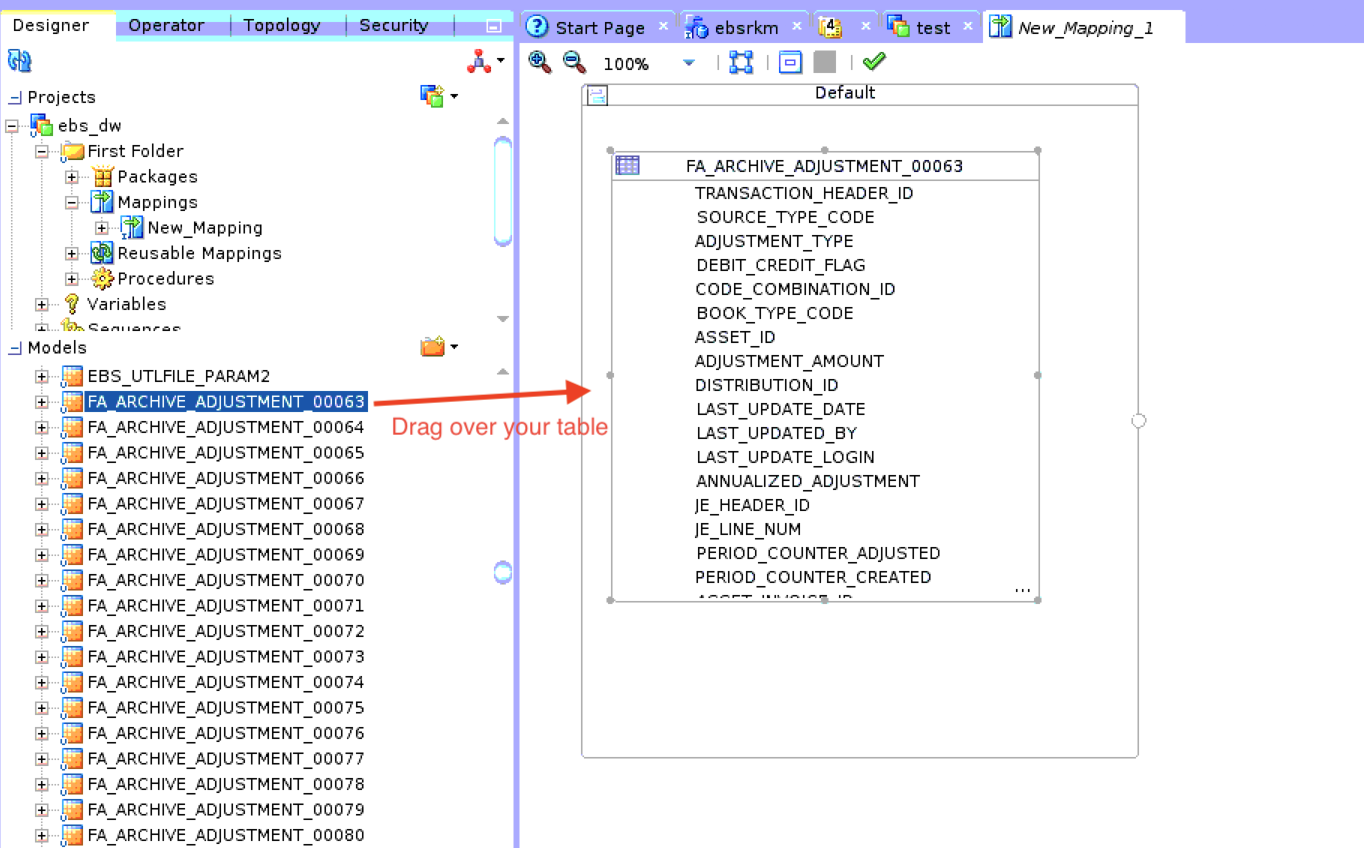 Designer Operator Topology Security
Start Page ebsrkm 4 test New_Mapping_1
100%
Projects
ebs_dw
First Folder
Packages
Mappings
New_Mapping
Reusable Mappings
Procedures
Variables
Sequences
Models
EBS_UTLFILE_PARAM2
FA_ARCHIVE_ADJUSTMENT_00063
FA_ARCHIVE_ADJUSTMENT_00064
FA_ARCHIVE_ADJUSTMENT_00065
FA_ARCHIVE_ADJUSTMENT_00066
FA_ARCHIVE_ADJUSTMENT_00067
FA_ARCHIVE_ADJUSTMENT_00068
FA_ARCHIVE_ADJUSTMENT_00069
FA_ARCHIVE_ADJUSTMENT_00070
FA_ARCHIVE_ADJUSTMENT_00071
FA_ARCHIVE_ADJUSTMENT_00072
FA_ARCHIVE_ADJUSTMENT_00073
FA_ARCHIVE_ADJUSTMENT_00074
FA_ARCHIVE_ADJUSTMENT_00075
FA_ARCHIVE_ADJUSTMENT_00076
FA_ARCHIVE_ADJUSTMENT_00077
FA_ARCHIVE_ADJUSTMENT_00078
FA_ARCHIVE_ADJUSTMENT_00079
FA_ARCHIVE_ADJUSTMENT_00080
Drag over your table
Default
FA_ARCHIVE_ADJUSTMENT_00063
TRANSACTION_HEADER_ID
SOURCE_TYPE_CODE
ADJUSTMENT_TYPE
DEBIT_CREDIT_FLAG
CODE_COMBINATION_ID
BOOK_TYPE_CODE
ASSET_ID
ADJUSTMENT_AMOUNT
DISTRIBUTION_ID
LAST_UPDATE_DATE
LAST_UPDATED_BY
LAST_UPDATE_LOGIN
ANNUALIZED_ADJUSTMENT
JE_HEADER_ID
JE_LINE_NUM
PERIOD_COUNTER_ADJUSTED
PERIOD_COUNTER_CREATED
ASSET_INVOICE_ID
...